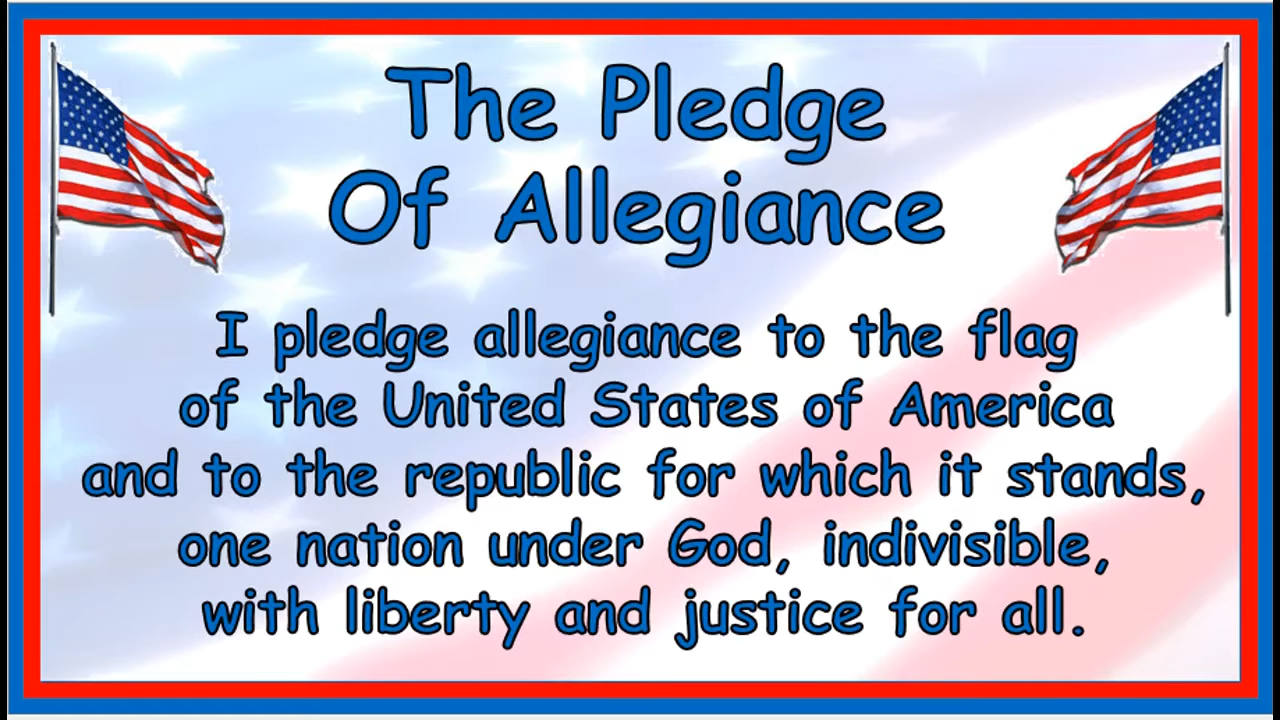 The Pledge
Of Allegiance
I pledge allegiance to the flag
of the United States of America
and to the republic for which it stands,
one nation under God, indivisible,
with liberty and justice for all.